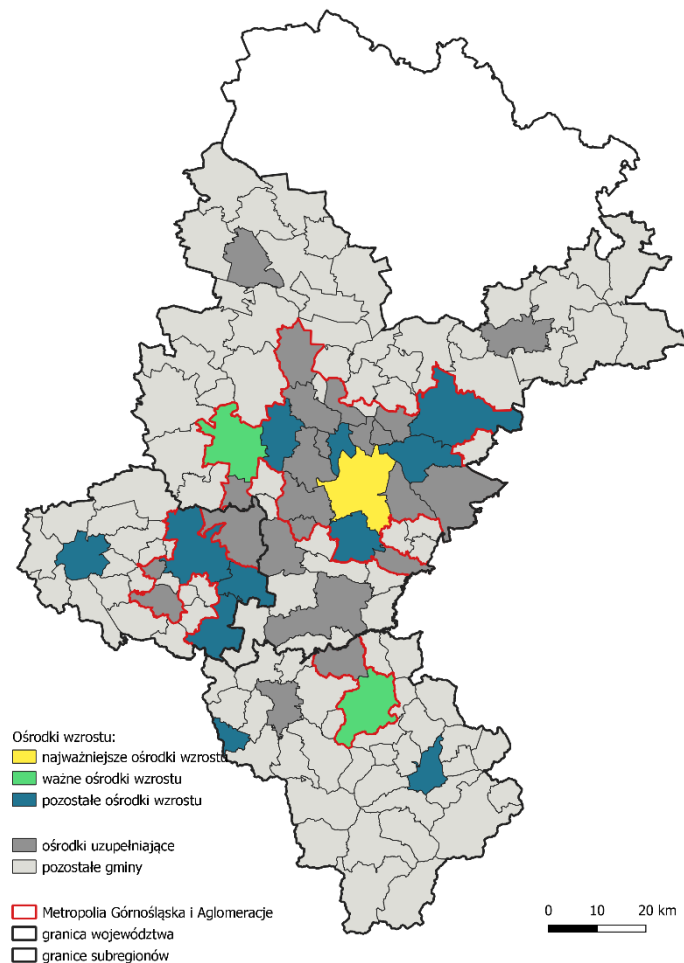 Ośrodki wzrostu:
najważniejsze ośrodki wzrostu
ważne ośrodki wzrostu
pozostałe ośrodki wzrostu
ośrodki uzupełniające
pozostałe gminy
Metropolia Górnośląska i Aglomeracje
granica województwa
granice subregionów
0 10 20 km